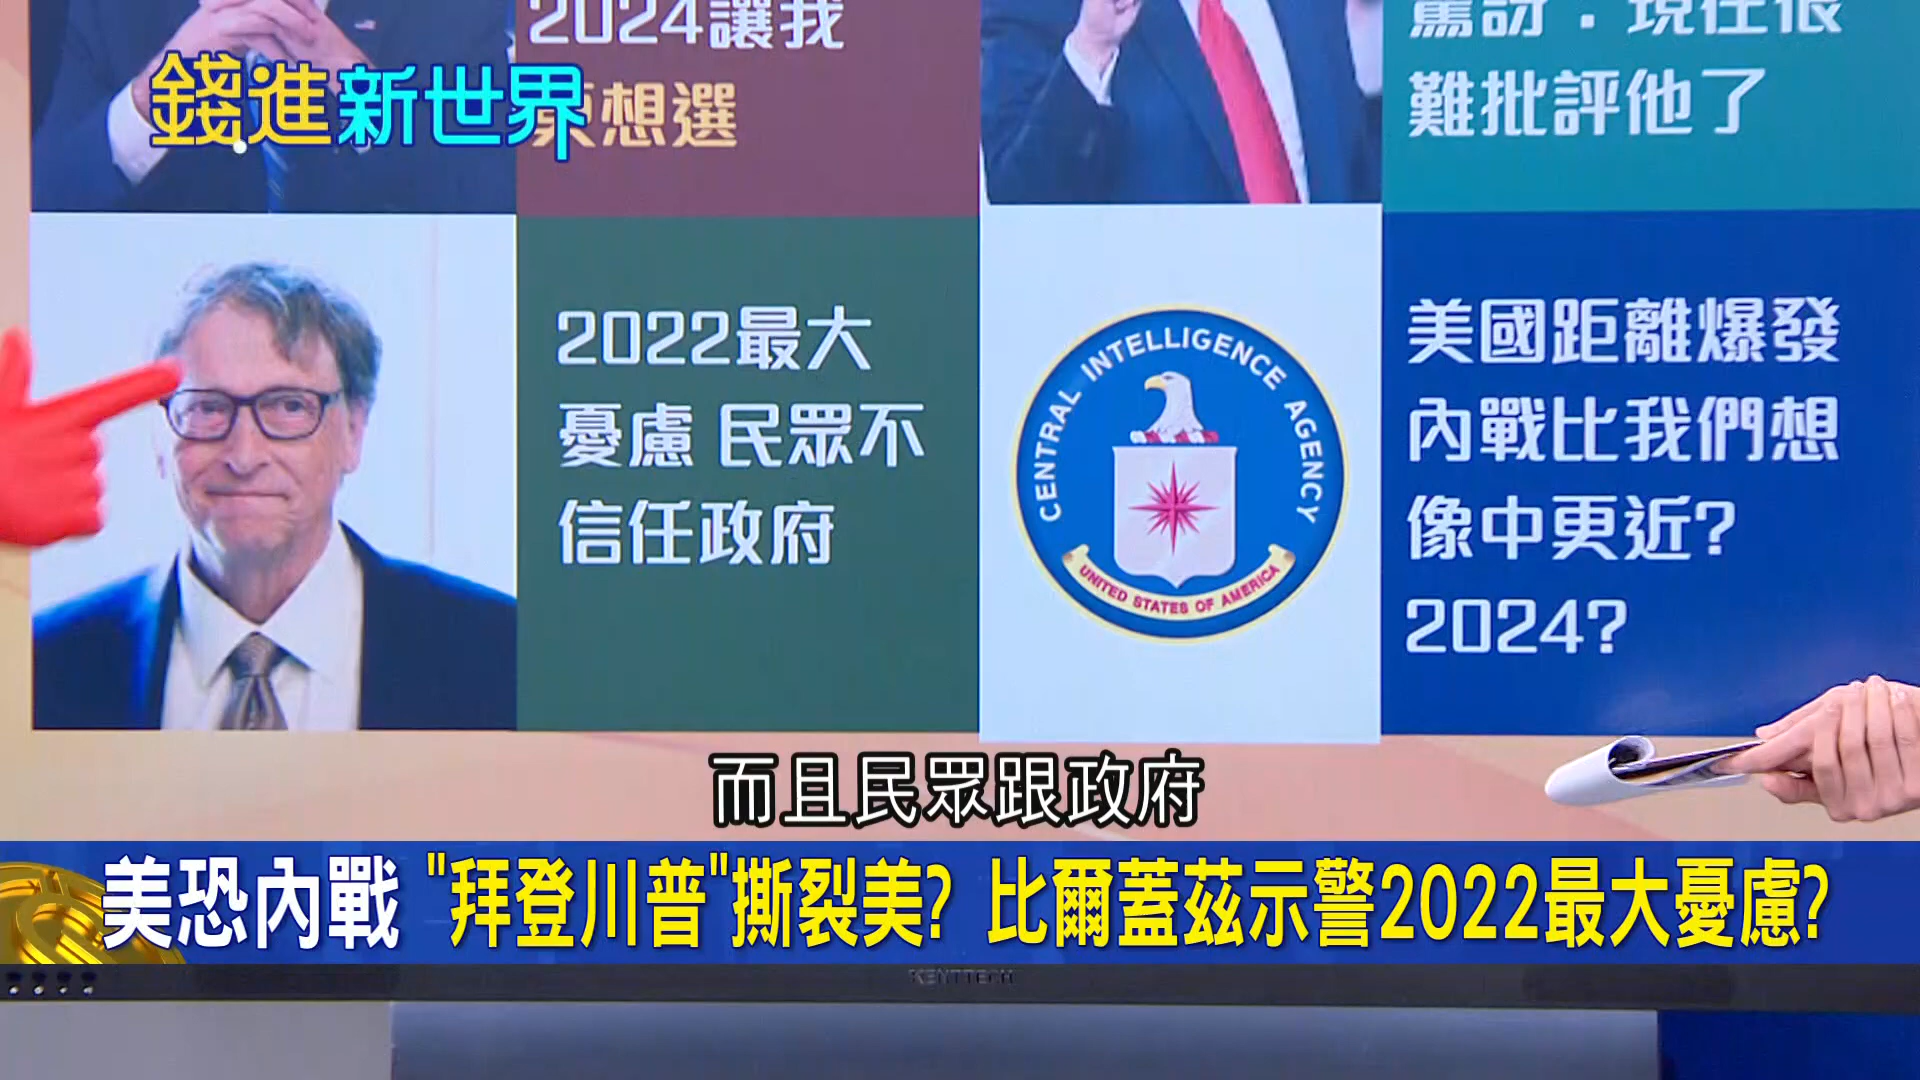 2024讓我
想選
難批評他了
錢進新世界
2022最大
憂慮 民眾不
信任政府
CENTRAL INTELLIGENCE AGENCY
UNITED STATES OF AMERICA
美國距離爆發
內戰比我們想
像中更近?
2024?
而且民眾跟政府
美恐內戰 "拜登川普"撕裂美? 比爾蓋茲示警2022最大憂慮?
KENTTECH